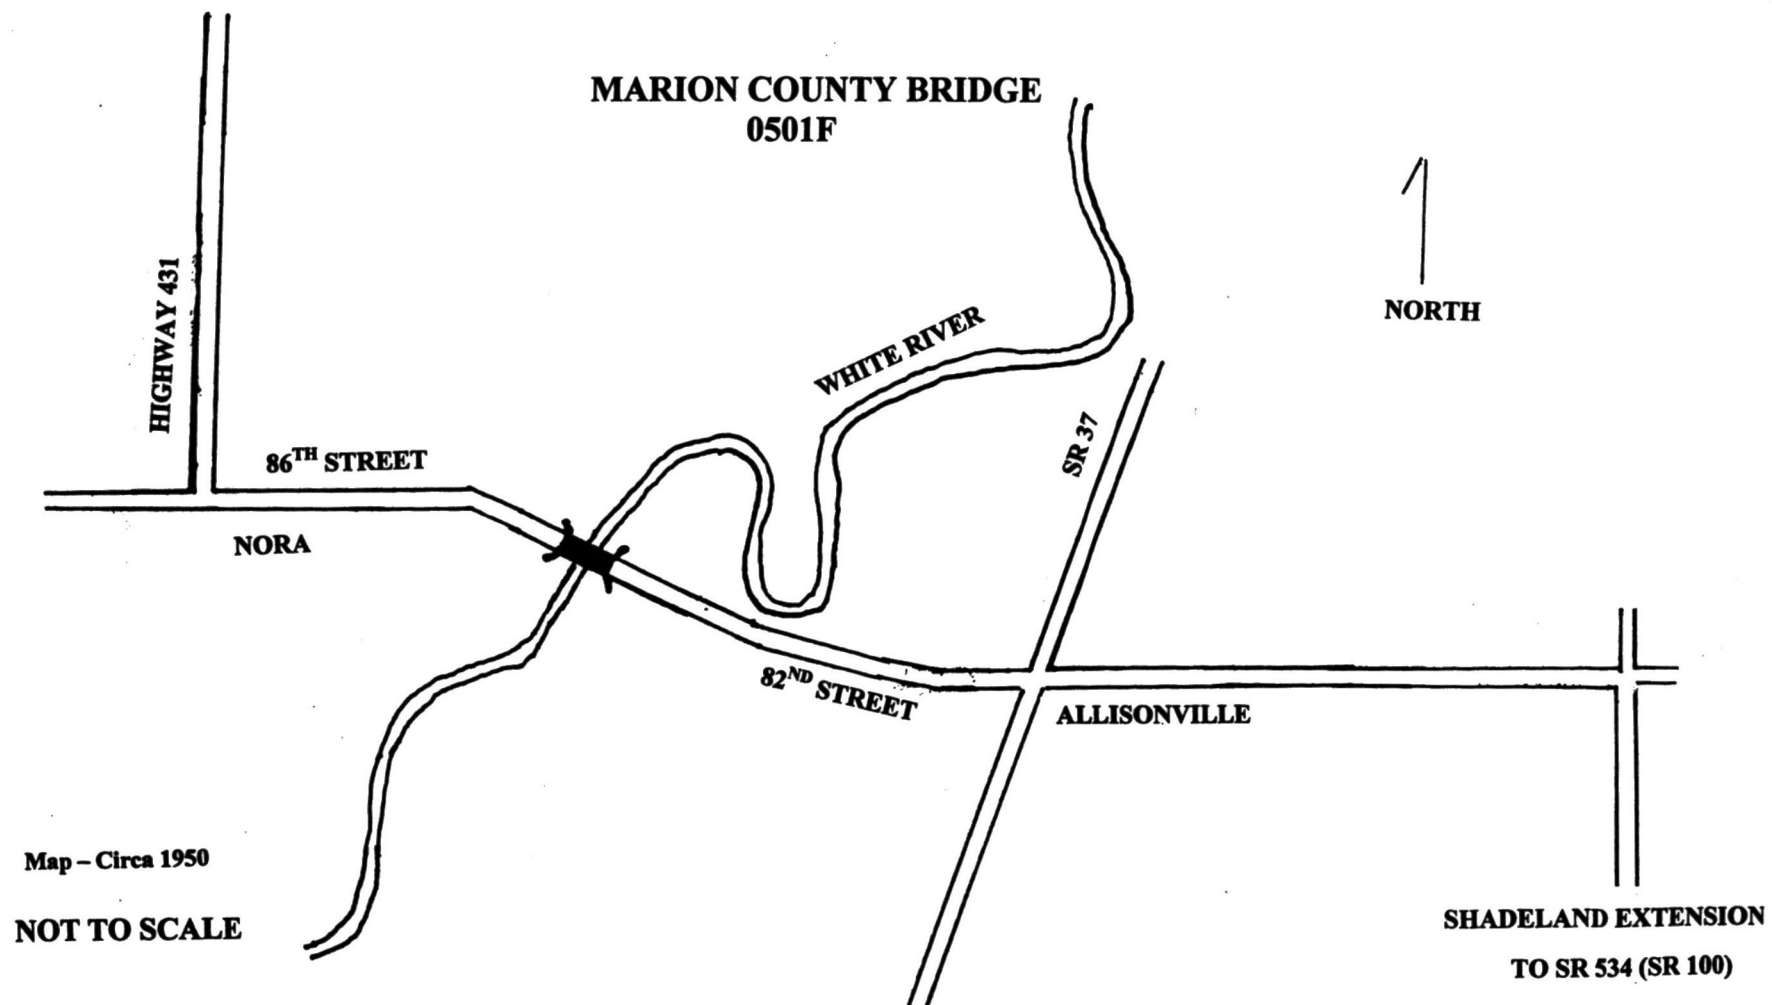 MARION COUNTY BRIDGE
0501F
NORTH
HIGHWAY 431
WHITE RIVER
SR 37
86TH STREET
NORA
82ND STREET
ALLISONVILLE
Map – Circa 1950
NOT TO SCALE
SHADELAND EXTENSION
TO SR 534 (SR 100)